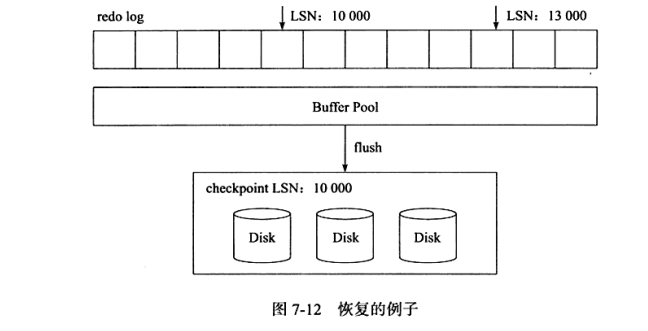 redo log
LSN：10 000
LSN：13 000
Buffer Pool
flush
checkpoint LSN：10 000
Disk
Disk
Disk
图 7-12 恢复的例子